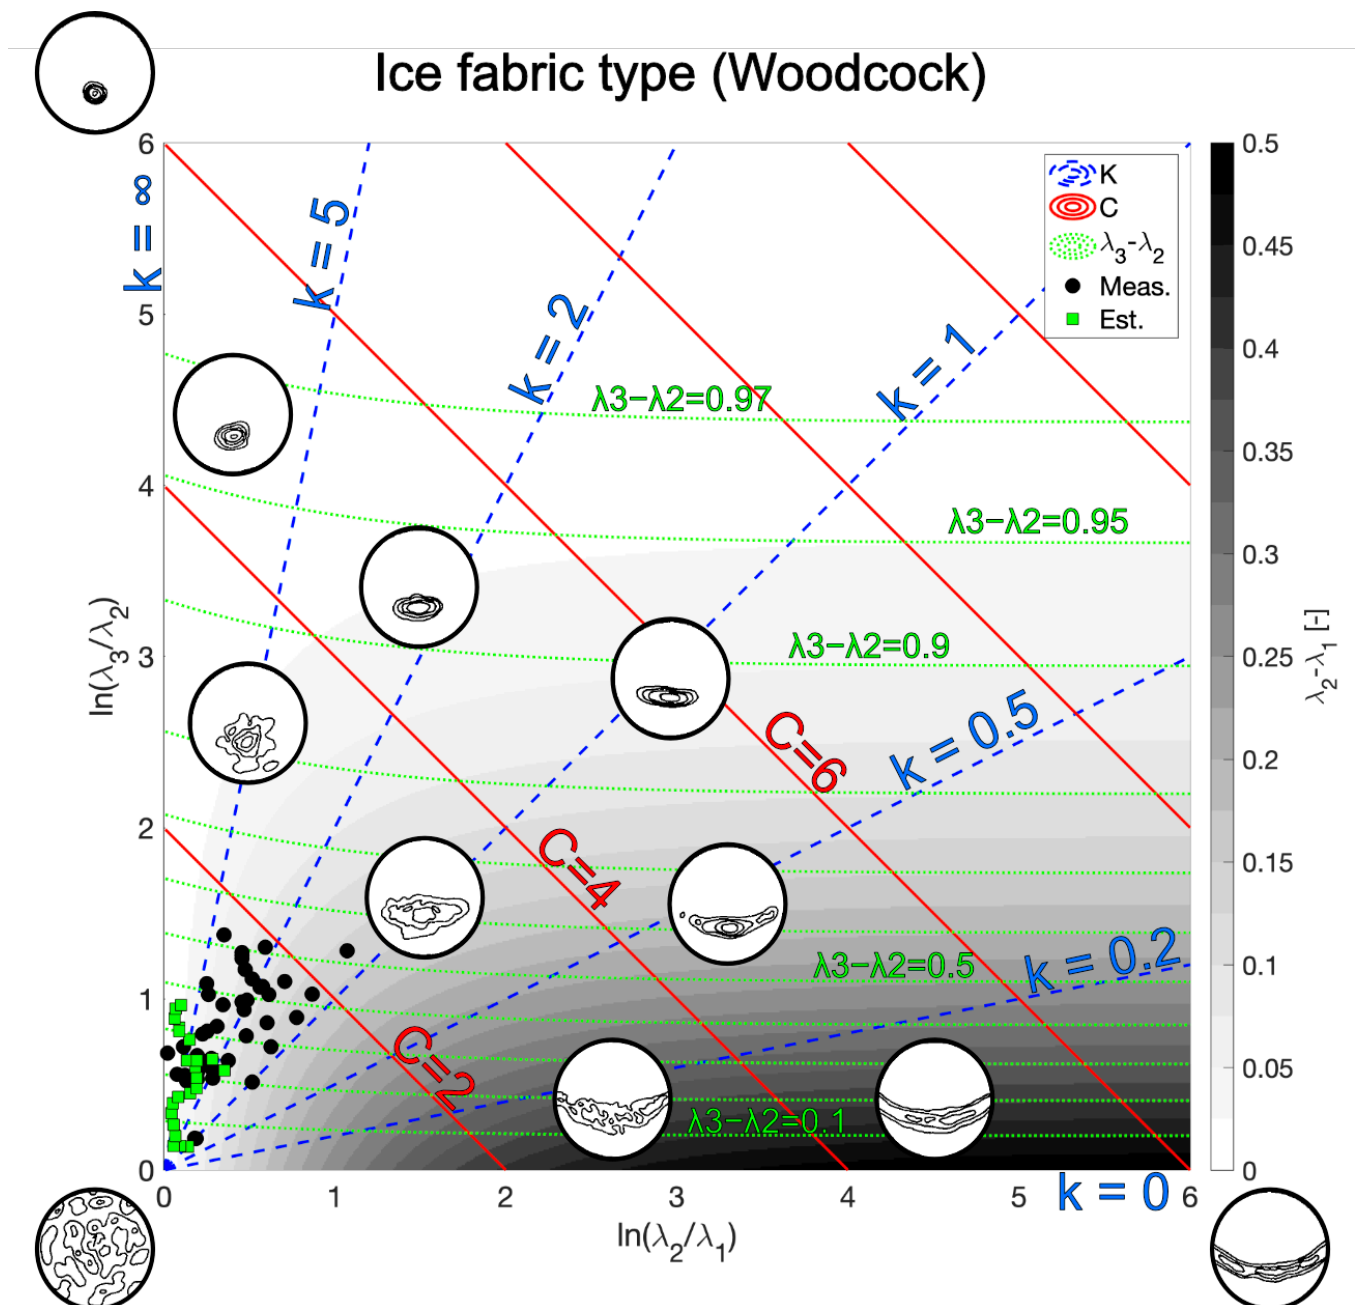 Ice fabric type (Woodcock)
6
5
4
3
2
1
0
ln(λ3/λ2)
0
1
2
3
4
5
6
ln(λ2/λ1)
k = ∞
k = 5
k = 2
k = 1
k = 0.5
k = 0.2
k = 0
C=2
C=4
C=6
λ3−λ2=0.97
λ3−λ2=0.95
λ3−λ2=0.9
λ3−λ2=0.5
λ3−λ2=0.1
K
C
λ3-λ2
Meas.
Est.
0.5
0.45
0.4
0.35
0.3
0.25
0.2
0.15
0.1
0.05
0
λ2-λ1 [-]